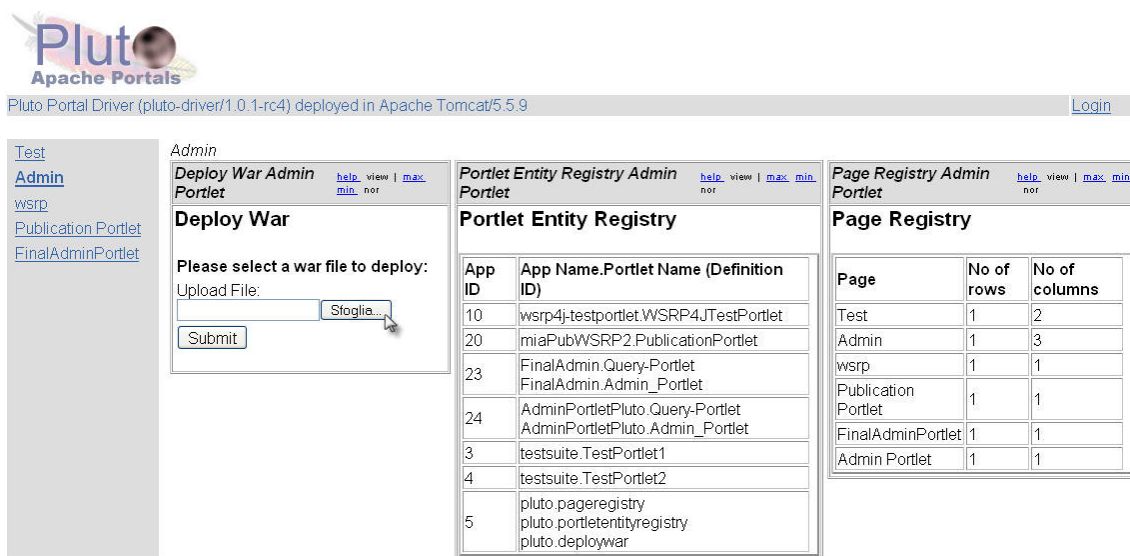 Pluto
Apache Portals
Pluto Portal Driver (pluto-driver/1.0.1-rc4) deployed in Apache Tomcat/5.5.9
Login
Test
Admin
wsrp
Publication Portlet
FinalAdminPortlet
Admin
Deploy War Admin
Portlet
help view | max
min nor
Deploy War
Please select a war file to deploy:
Upload File:
Sfoglia...
Submit
Portlet Entity Registry Admin
Portlet
help view | max min
nor
Portlet Entity Registry
App ID
App Name.Portlet Name (Definition ID)
10 wsrp4j-testportlet.WSRP4JTestPortlet
20 miaPubWSRP2.PublicationPortlet
23 FinalAdmin.Query-Portlet
FinalAdmin.Admin_Portlet
24 AdminPortletPluto.Query-Portlet
AdminPortletPluto.Admin_Portlet
3 testsuite.TestPortlet1
4 testsuite.TestPortlet2
5 pluto.pageregistry
pluto.portletentityregistry
pluto.deploywar
Page Registry Admin
Portlet
help view | max min
nor
Page Registry
Page No of rows No of columns
Test 1 2
Admin 1 3
wsrp 1 1
Publication Portlet 1 1
FinalAdminPortlet 1 1
Admin Portlet 1 1